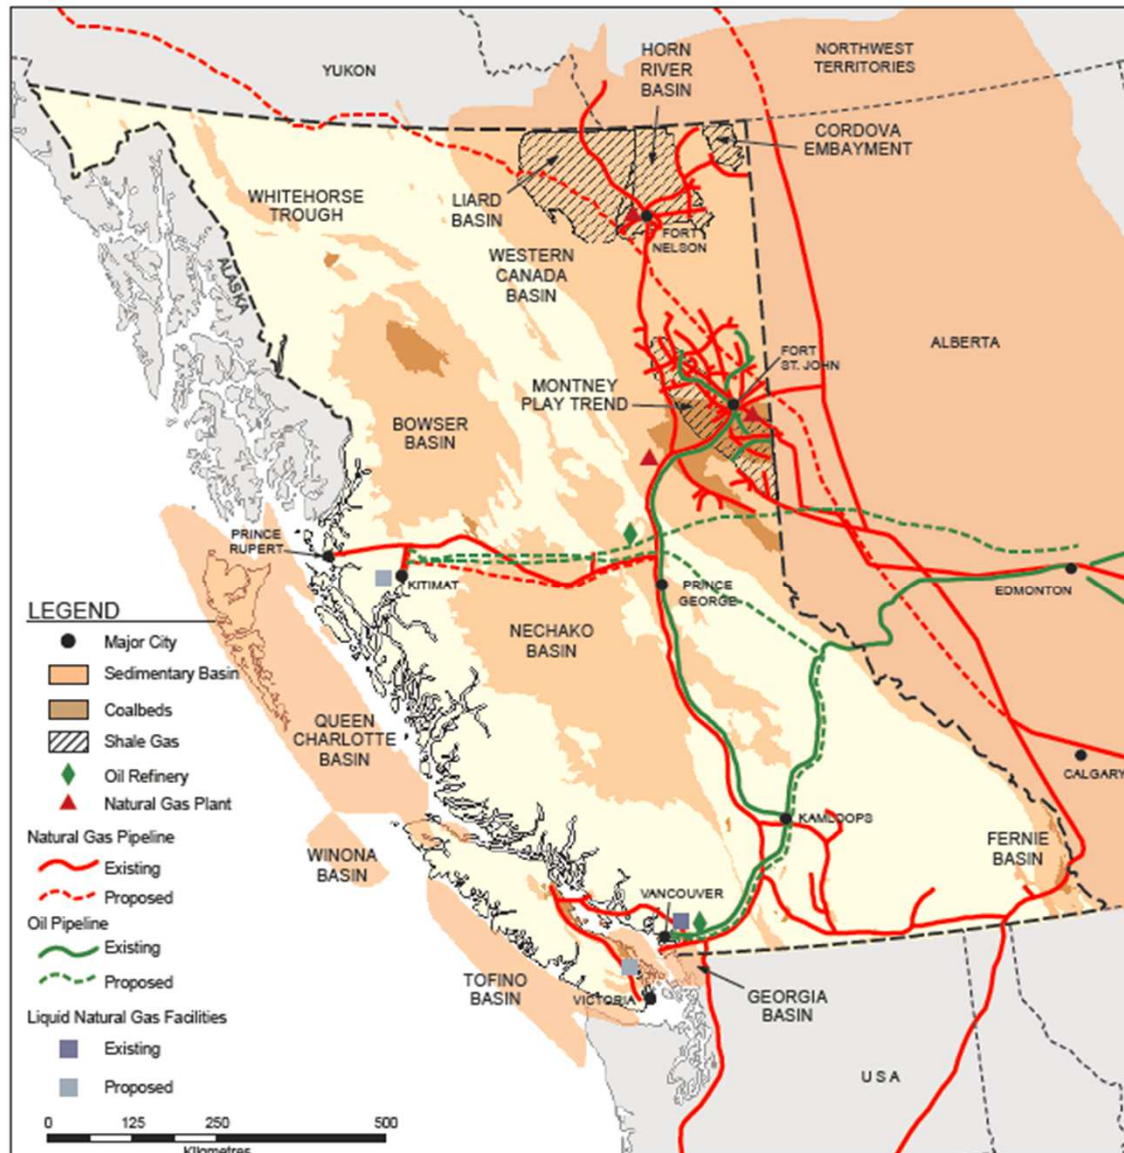 YUKON
HORN
RIVER
BASIN
NORTHWEST
TERRITORIES
CORDOVA
EMBAYMENT
WHITEHORSE
TROUGH
LIARD
BASIN
FORT
NELSON
ALASKA
WESTERN
CANADA
BASIN
FORT
ST. JOHN
ALBERTA
MONTNEY
PLAY TREND
BOWSER
BASIN
PRINCE
RUPERT
KITIMAT
PRINCE
GEORGE
EDMONTON
NECHAKO
BASIN
QUEEN
CHARLOTTE
BASIN
CALGARY
KAMLOOPS
FERNIE
BASIN
WINONA
BASIN
VANCOUVER
TOFINO
BASIN
VICTORIA
GEORGIA
BASIN
USA
LEGEND
Major City
Sedimentary Basin
Coalbeds
Shale Gas
Oil Refinery
Natural Gas Plant
Natural Gas Pipeline
Existing
Proposed
Oil Pipeline
Existing
Proposed
Liquid Natural Gas Facilities
Existing
Proposed
0 125 250 500
Kilometres